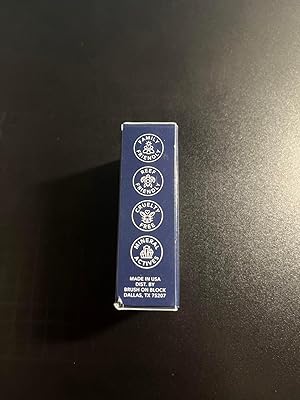 FAMILY
FRIENDLY
REEF
FRIENDLY
CRUELTY
FREE
MINERAL
ACTIVES
MADE IN USA
DIST. BY
BRUSH ON BLOCK
DALLAS, TX 75207